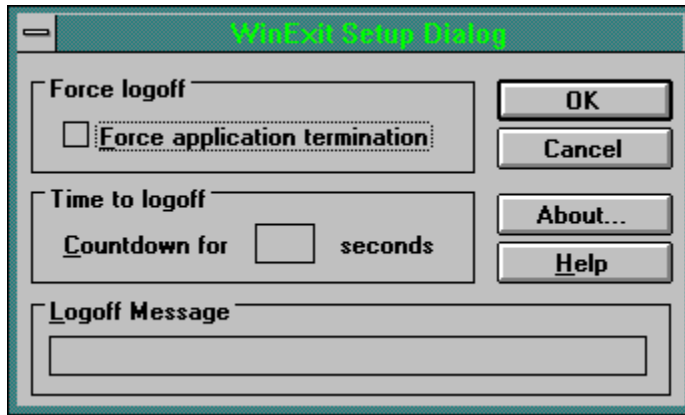 WinExit Setup Dialog
Force logoff
Force application termination
OK
Cancel
Time to logoff
Countdown for seconds
About...
Help
Logoff Message